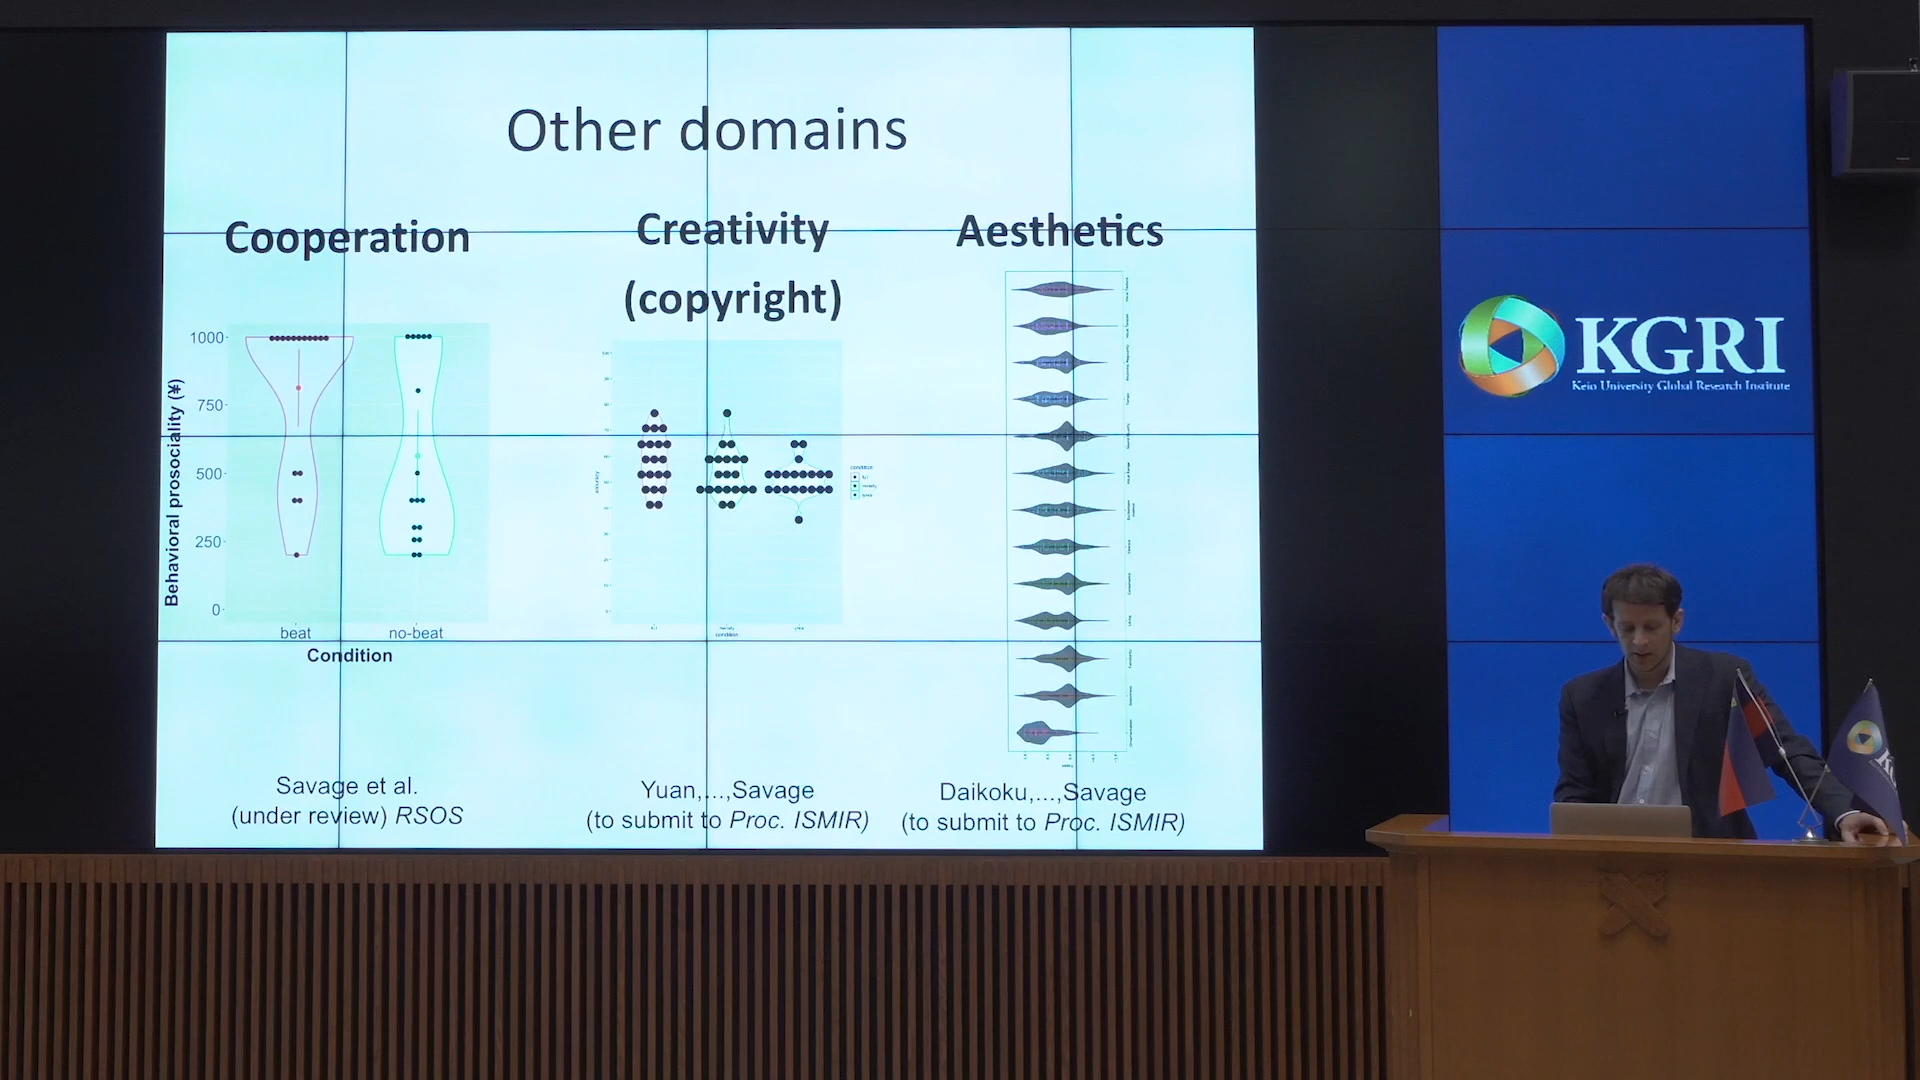 Other domains
Cooperation
Creativity
(copyright)
Aesthetics
Behavioral prosociality (¥)
1000
750
500
250
0
beat
no-beat
Condition
condition
condition
Savage et al.
(under review) RSOS
Yuan,...,Savage
(to submit to Proc. ISMIR)
Daikoku,...,Savage
(to submit to Proc. ISMIR)
KGRI
Keio University Global Research Institute